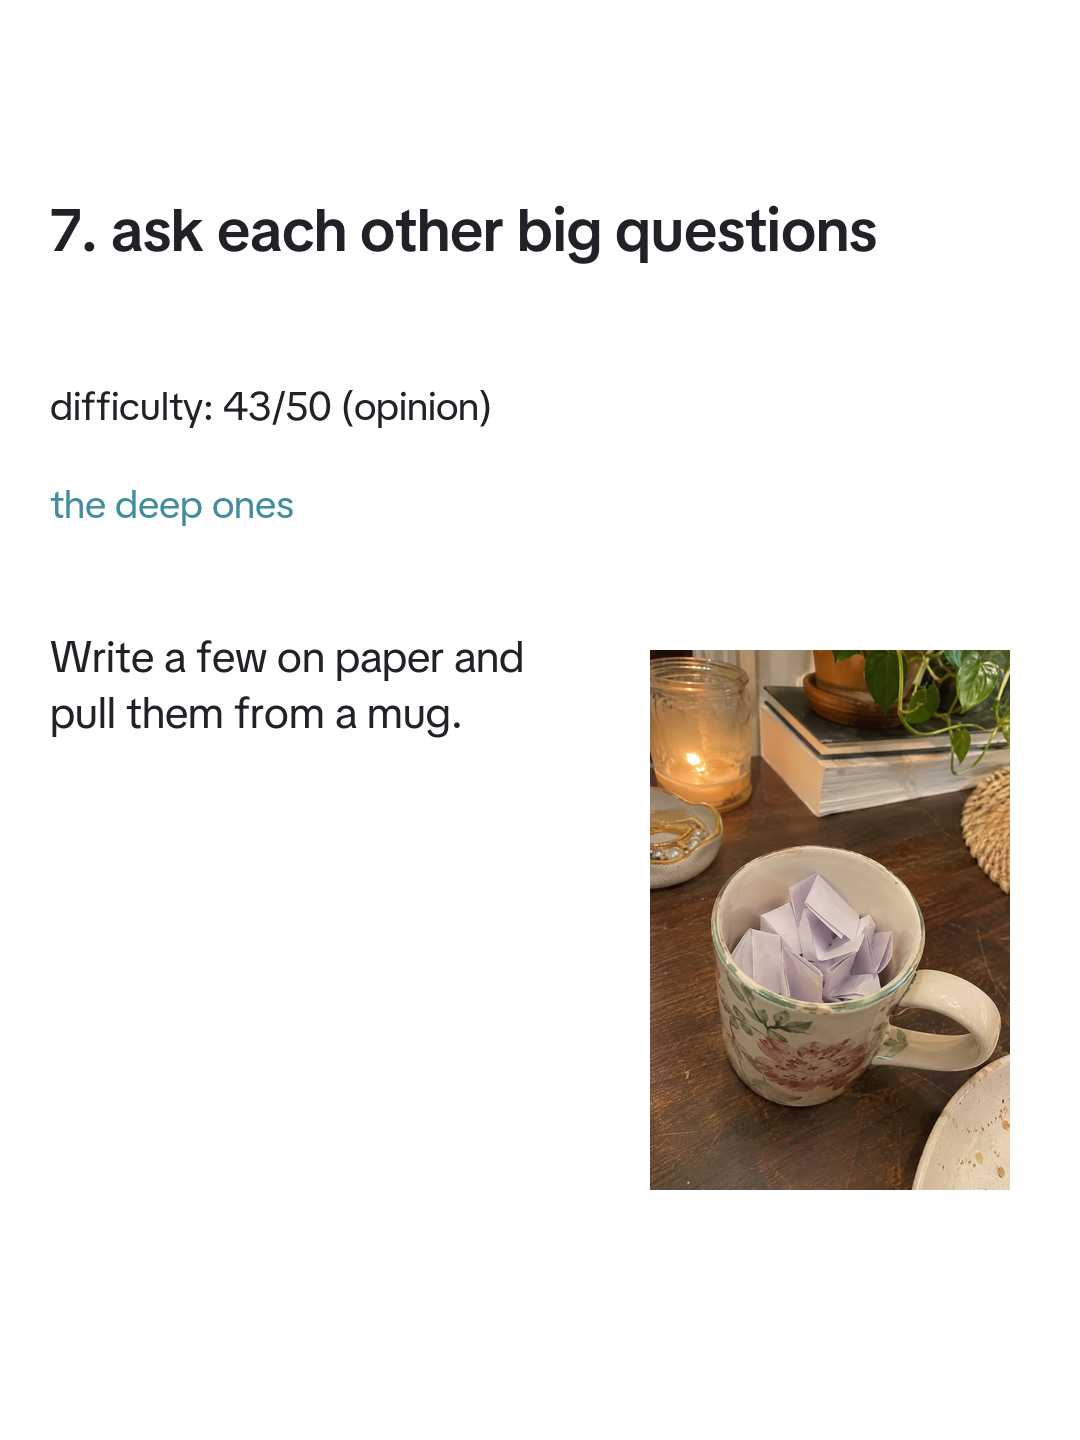 7. ask each other big questions
difficulty: 43/50 (opinion)
the deep ones
Write a few on paper and
pull them from a mug.